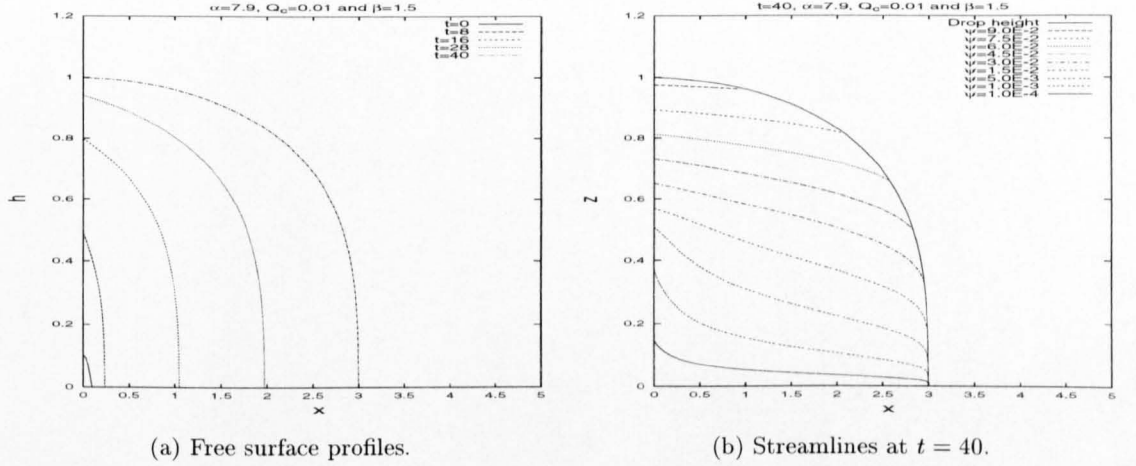 α=7.9, Q_c=0.01 and β=1.5
t=0
t=8
t=16
t=28
t=40
1.2
1
0.8
0.6
0.4
0.2
0
h
0 0.5 1 1.5 2 2.5 3 3.5 4 4.5 5
x
(a) Free surface profiles.
t=40, α=7.9, Q_c=0.01 and β=1.5
Drop height
ψ=9.0E-2
ψ=7.5E-2
ψ=6.0E-2
ψ=4.5E-2
ψ=3.0E-2
ψ=1.5E-2
ψ=5.0E-3
ψ=1.0E-3
ψ=1.0E-4
1.2
1
0.8
0.6
0.4
0.2
0
z
0 0.5 1 1.5 2 2.5 3 3.5 4 4.5 5
x
(b) Streamlines at t = 40.